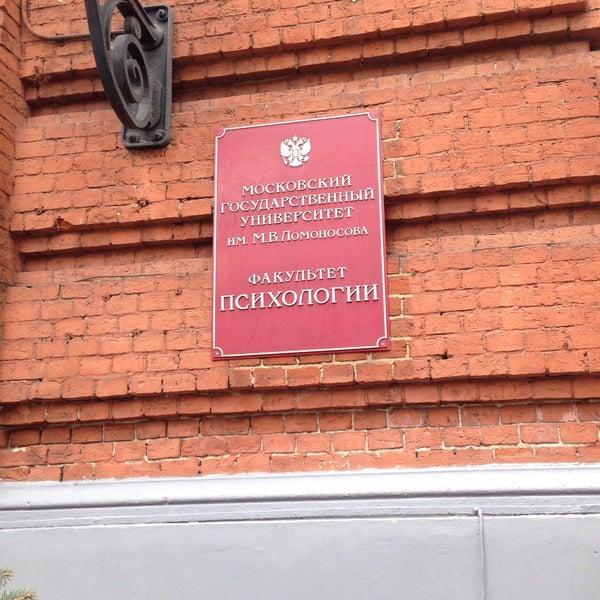 МОСКОВСКИЙ
ГОСУДАРСТВЕННЫЙ
УНИВЕРСИТЕТ
ИМ. М.В.ЛОМОНОСОВА
ФАКУЛЬТЕТ
ПСИХОЛОГИИ